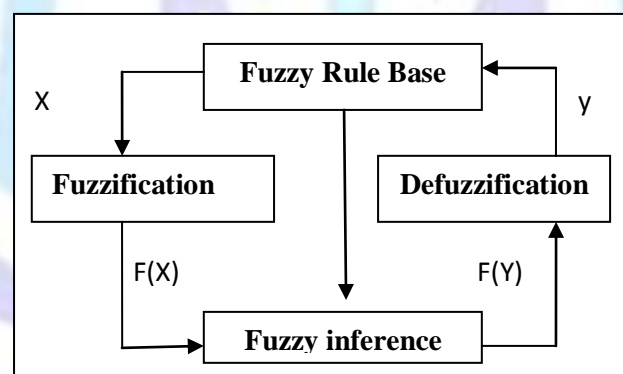 Fuzzy Rule Base
X
y
Fuzzification
Defuzzification
F(X)
F(Y)
Fuzzy inference